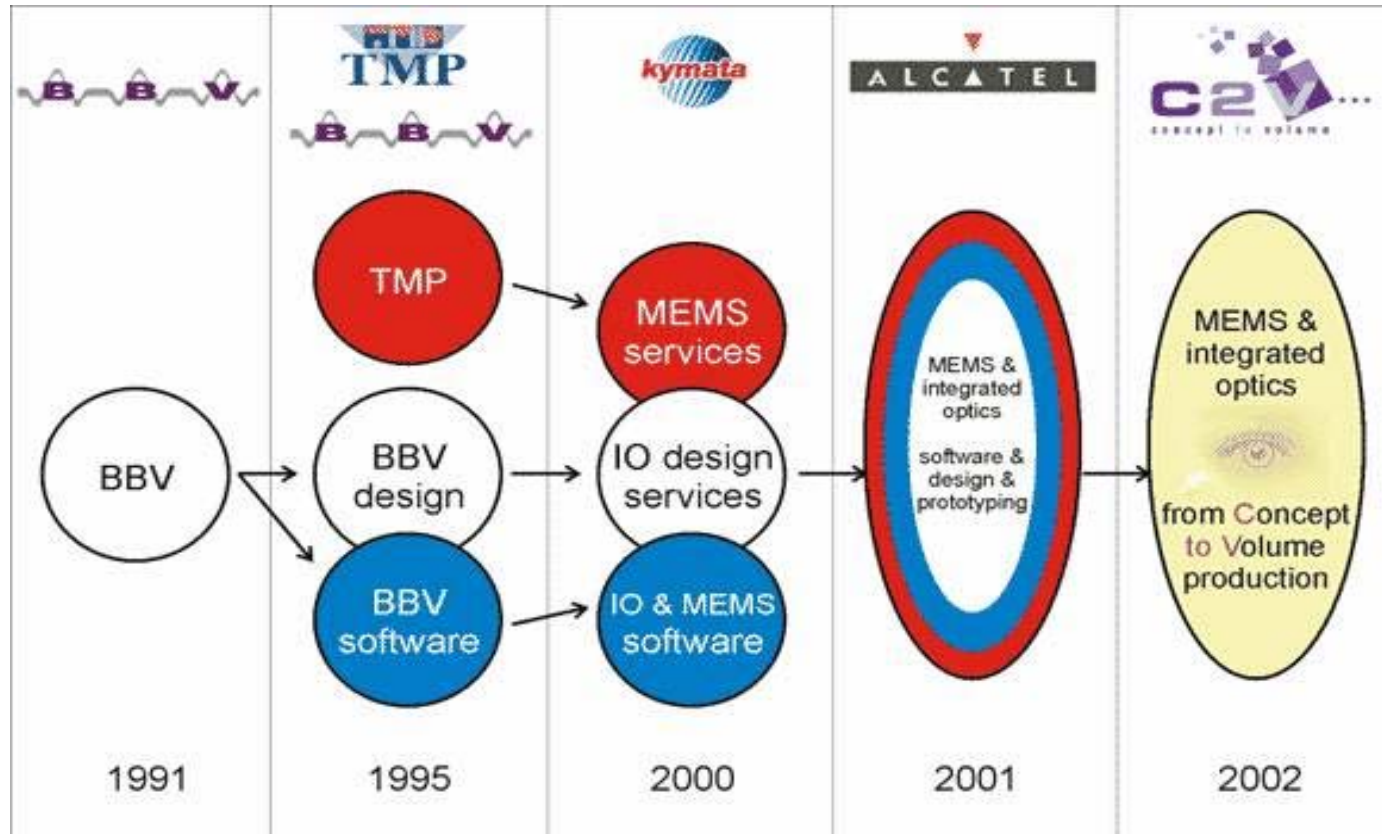 BBV
TMP
BBV
kymata
ALCATEL
C2V...
concept to volume
TMP
MEMS
services
BBV
BBV
design
IO design
services
BBV
software
IO & MEMS
software
MEMS &
integrated
optics
software &
design &
prototyping
MEMS &
integrated
optics
from Concept
to Volume
production
1991
1995
2000
2001
2002